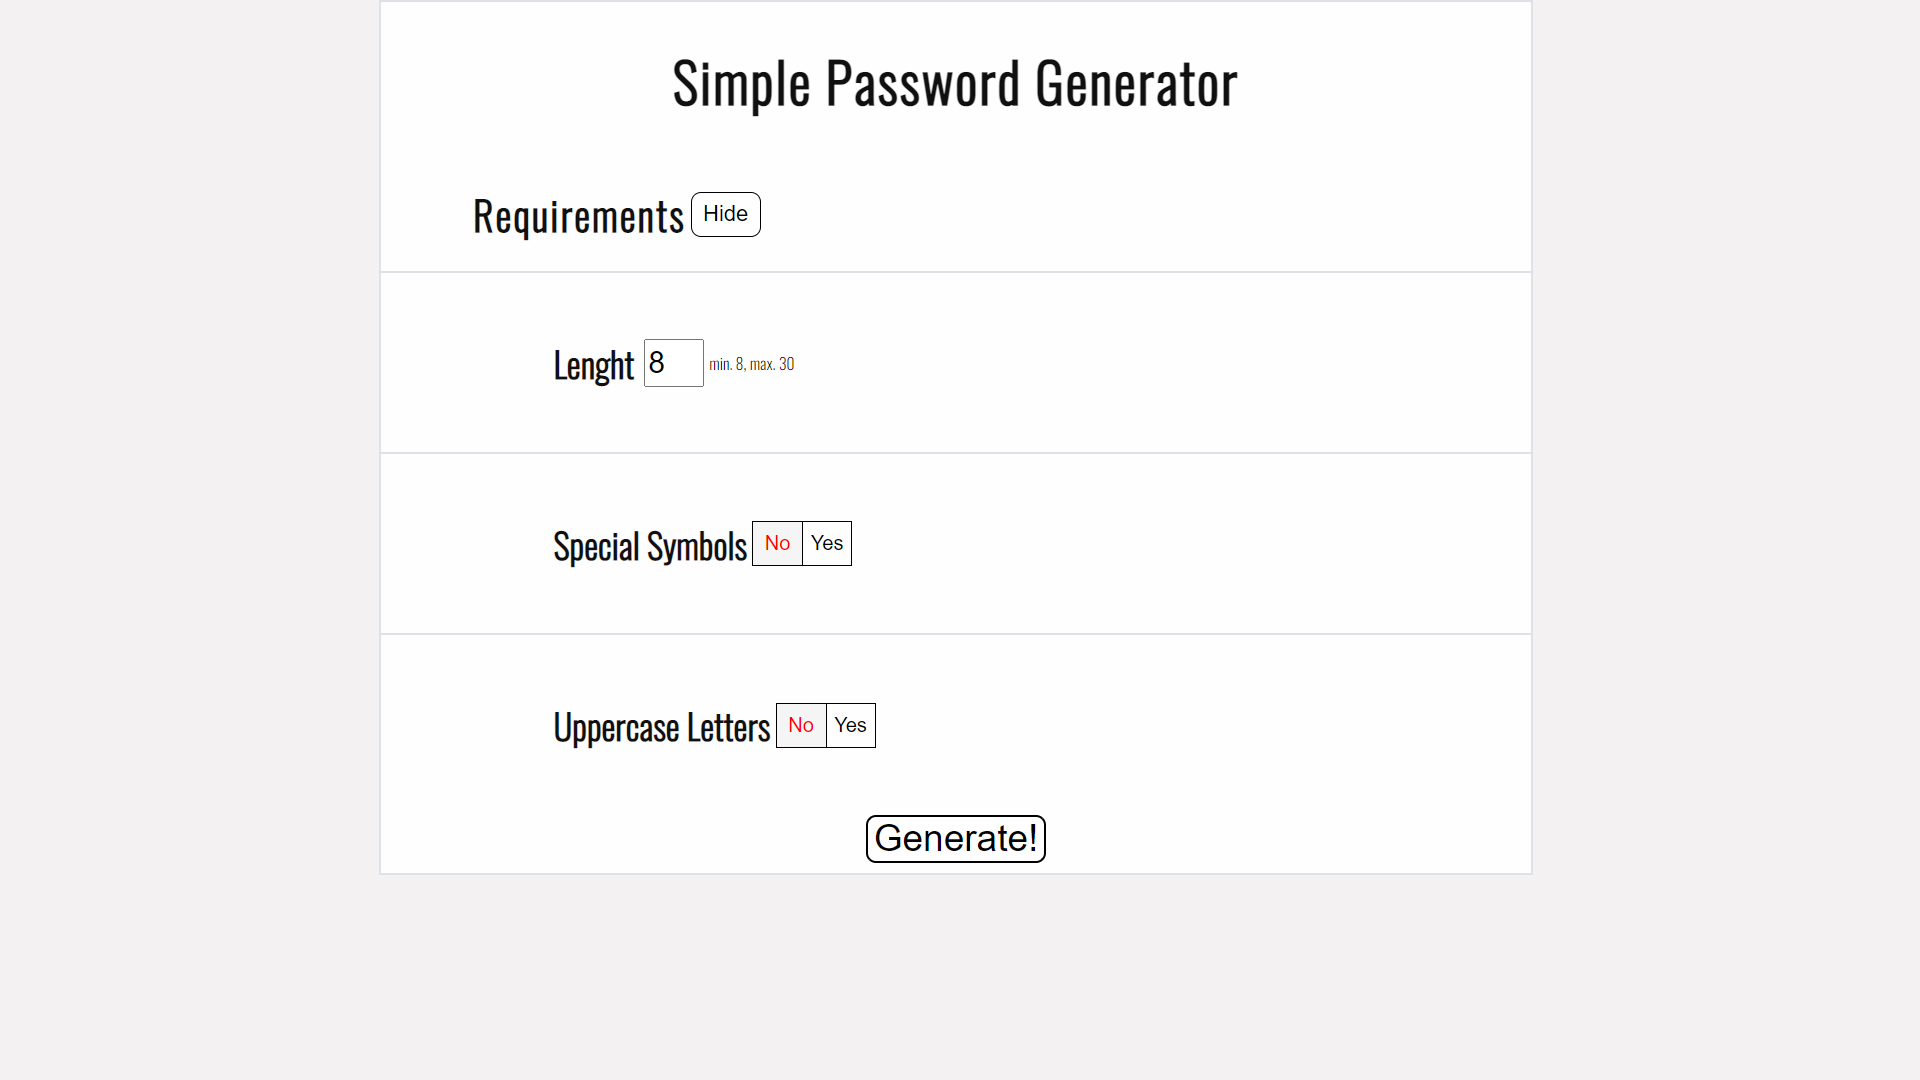 Simple Password Generator
Requirements Hide
Lenght 8 min. 8, max. 30
Special Symbols No Yes
Uppercase Letters No Yes
Generate!